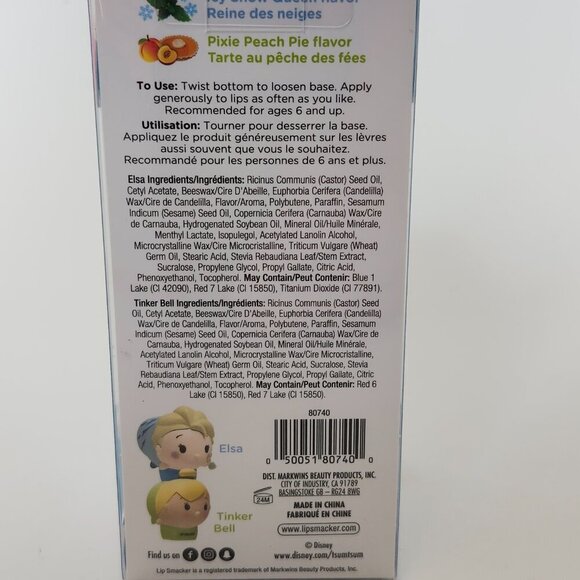 Icy Snow Queen flavor
Reine des neiges
Pixie Peach Pie flavor
Tarte au pêche des fées
To Use: Twist bottom to loosen base. Apply
generously to lips as often as you like.
Recommended for ages 6 and up.
Utilisation: Tourner pour desserrer la base.
Appliquez le produit généreusement sur les lèvres
aussi souvent que vous le souhaitez.
Recommandé pour les personnes de 6 ans et plus.
Elsa Ingredients/Ingrédients: Ricinus Communis (Castor) Seed Oil,
Cetyl Acetate, Beeswax/Cire D'Abeille, Euphorbia Cerifera (Candelilla)
Wax/Cire de Candelilla, Flavor/Aroma, Polybutene, Paraffin, Sesamum
Indicum (Sesame) Seed Oil, Copernicia Cerifera (Carnauba) Wax/Cire
de Carnauba, Hydrogenated Soybean Oil, Mineral Oil/Huile Minérale,
Menthyl Lactate, Isopulegol, Acetylated Lanolin Alcohol,
Microcrystalline Wax/Cire Microcristalline, Triticum Vulgare (Wheat)
Germ Oil, Stearic Acid, Stevia Rebaudiana Leaf/Stem Extract,
Sucralose, Propylene Glycol, Propyl Gallate, Citric Acid,
Phenoxyethanol, Tocopherol. May Contain/Peut Contenir: Blue 1
Lake (CI 42090), Red 7 Lake (CI 15850), Titanium Dioxide (CI 77891).
Tinker Bell Ingredients/Ingrédients: Ricinus Communis (Castor) Seed
Oil, Cetyl Acetate, Beeswax/Cire D'Abeille, Euphorbia Cerifera (Candelilla)
Wax/Cire de Candelilla, Flavor/Aroma, Polybutene, Paraffin, Sesamum
Indicum (Sesame) Seed Oil, Copernicia Cerifera (Carnauba) Wax/Cire
de Carnauba, Hydrogenated Soybean Oil, Mineral Oil/Huile Minérale,
Acetylated Lanolin Alcohol, Microcrystalline Wax/Cire Microcristalline,
Triticum Vulgare (Wheat) Germ Oil, Stearic Acid, Sucralose, Stevia
Rebaudiana Leaf/Stem Extract, Propylene Glycol, Propyl Gallate, Citric
Acid, Phenoxyethanol, Tocopherol. May Contain/Peut Contenir: Red 6
Lake (CI 15850), Red 7 Lake (CI 15850).
80740
Elsa
0 50051 80740 0
DIST. MARKWINS BEAUTY PRODUCTS, INC.
CITY OF INDUSTRY, CA 91789
BASINGSTOKE GB – RG24 8WG
24M
MADE IN CHINA
FABRIQUÉ EN CHINE
Tinker
Bell
www.lipsmacker.com
© Disney
Find us on
www.disney.com/tsumtsum
Lip Smacker is a registered trademark of Markwins Beauty Products, Inc.